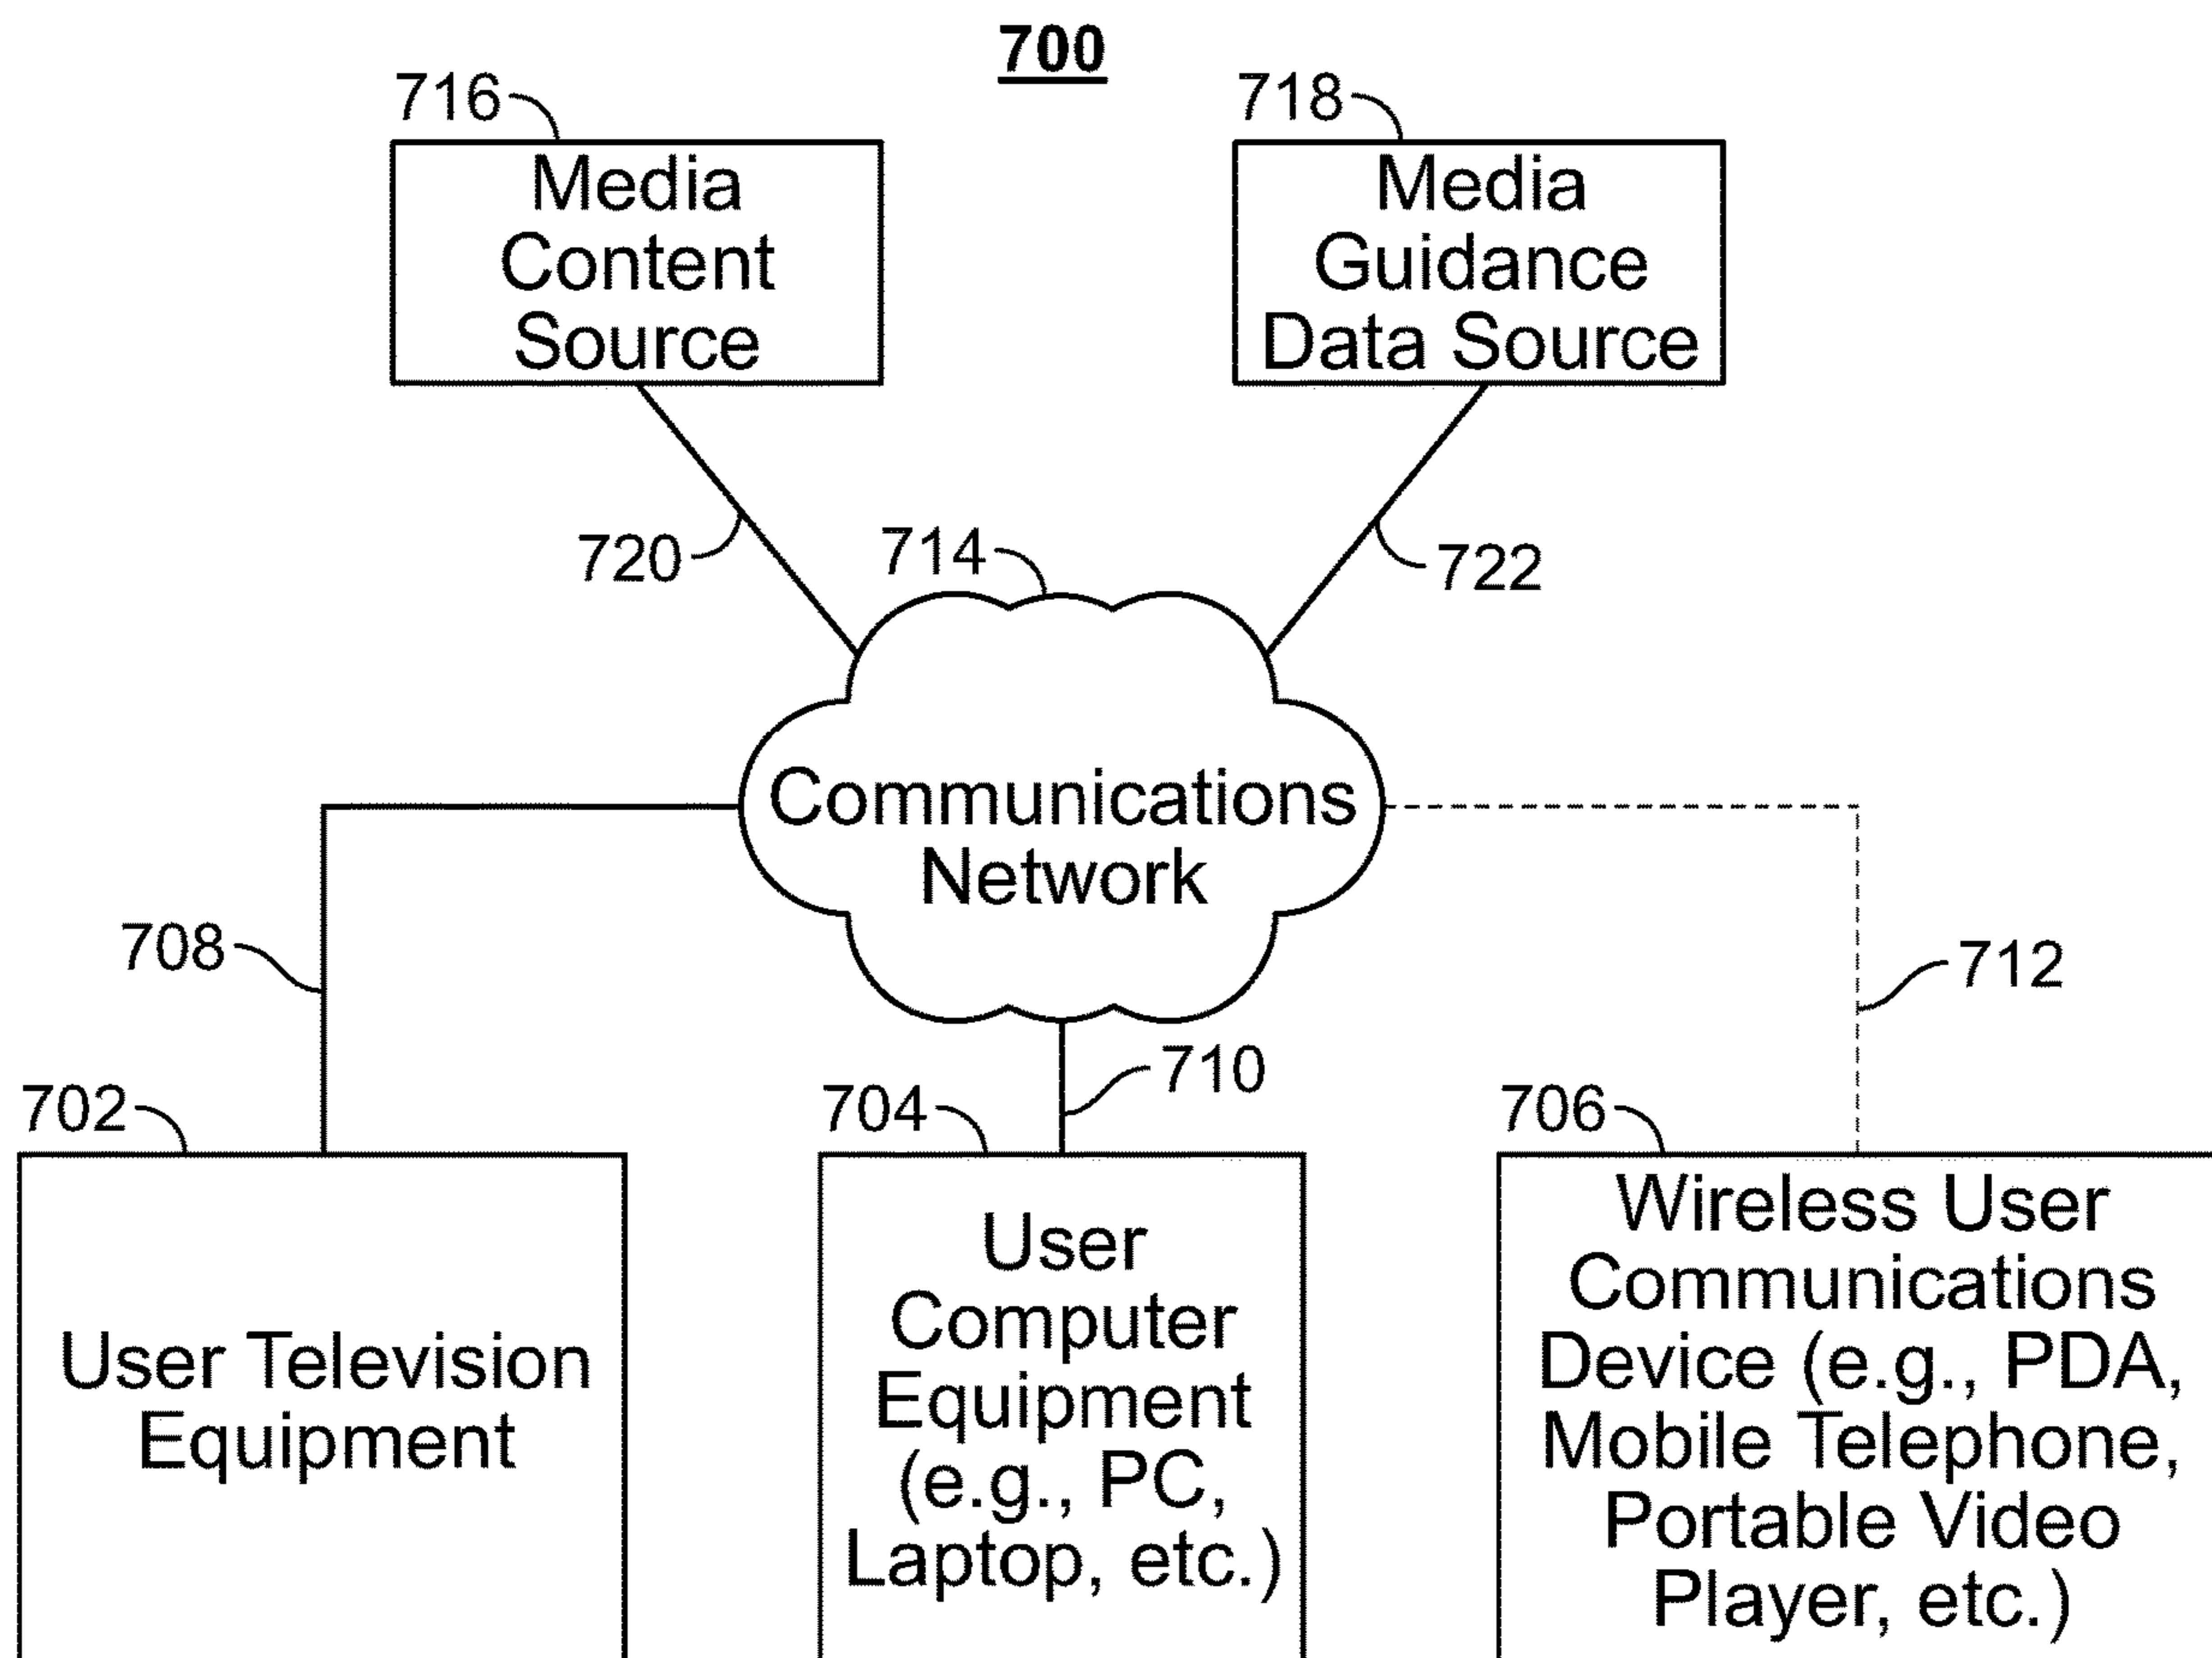 700
716
718
Media
Content
Source
Media
Guidance
Data Source
720
714
722
Communications
Network
708
712
710
702
704
706
User Television
Equipment
User
Computer
Equipment
(e.g., PC,
Laptop, etc.)
Wireless User
Communications
Device (e.g., PDA,
Mobile Telephone,
Portable Video
Player, etc.)